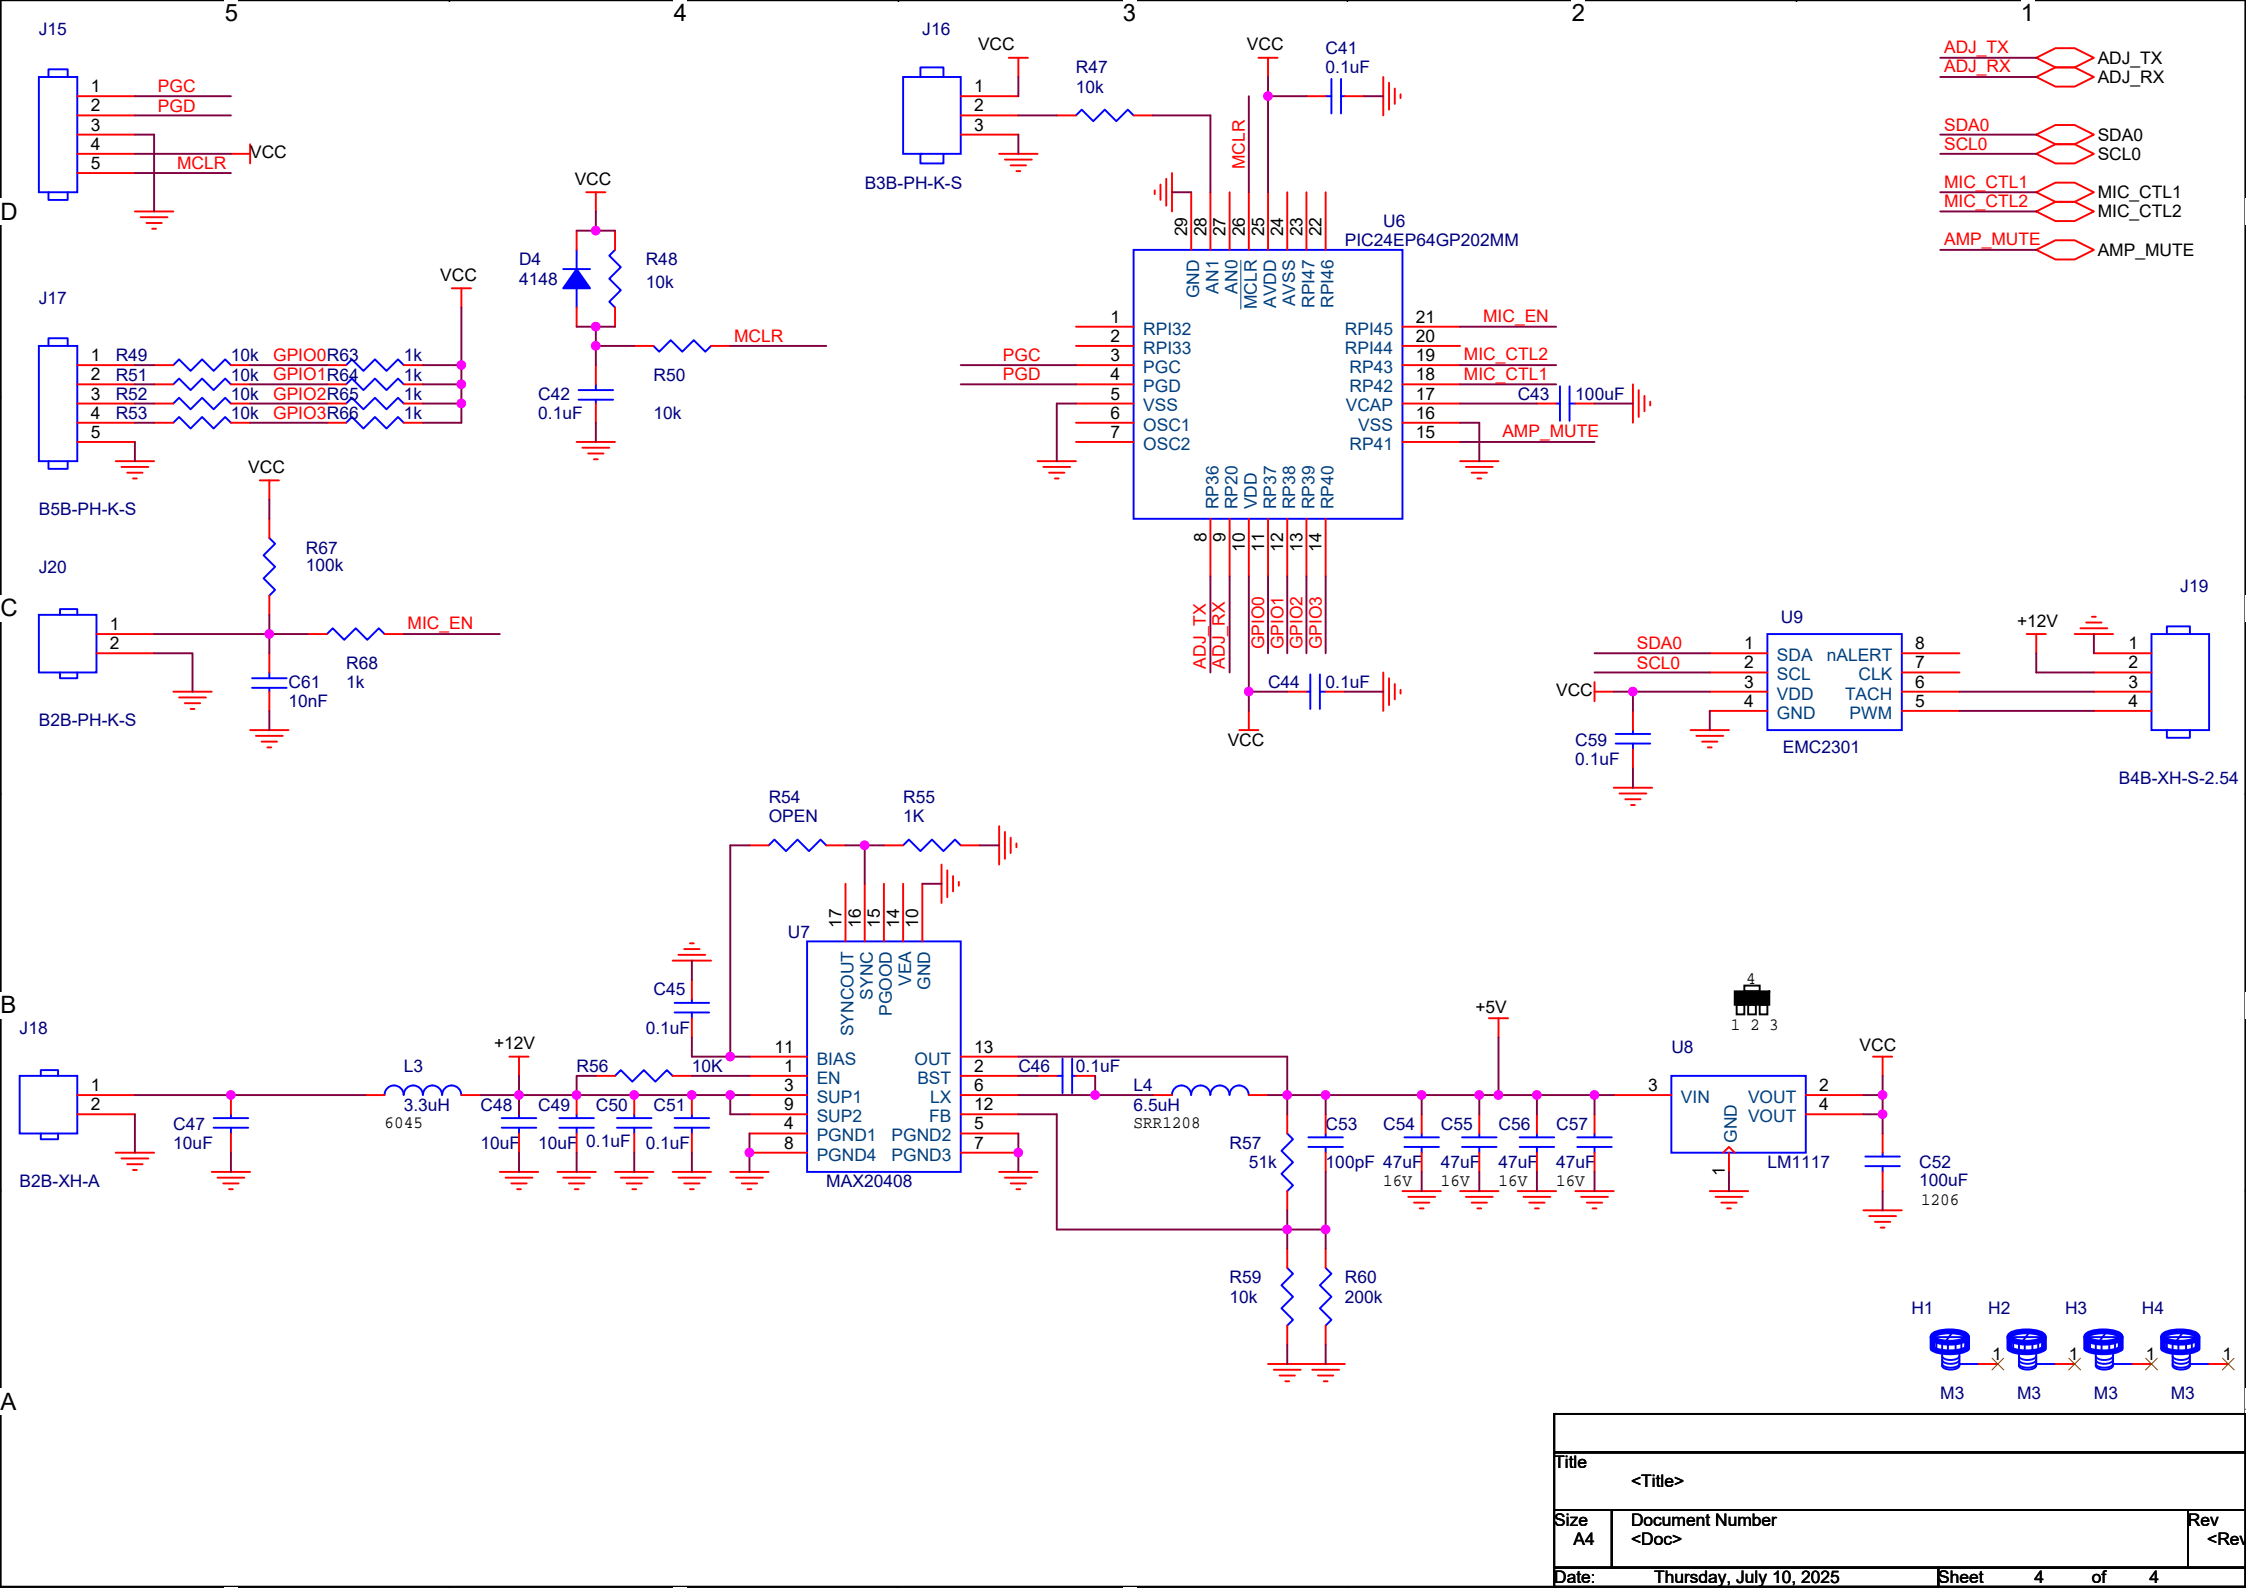 5 4 3 2 1
J15
1 PGC
2 PGD
3
4 VCC
5 MCLR
J16
VCC
1
2
3
B3B-PH-K-S
R47
10k
VCC
C41
0.1uF
MCLR
ADJ_TX ADJ_TX
ADJ_RX ADJ_RX
SDA0 SDA0
SCL0 SCL0
MIC_CTL1 MIC_CTL1
MIC_CTL2 MIC_CTL2
AMP_MUTE AMP_MUTE
D
VCC
D4
4148
R48
10k
MCLR
R50
10k
C42
0.1uF
J17
VCC
1 R49 10k GPIO0 R63 1k
2 R51 10k GPIO1 R64 1k
3 R52 10k GPIO2 R65 1k
4 R53 10k GPIO3 R66 1k
5
B5B-PH-K-S
U6
PIC24EP64GP202MM
29 28 27 26 25 24 23 22
GND AN1 AN0 MCLR AVDD AVSS RPI47 RPI46
1 RPI32 RPI45 21 MIC_EN
2 RPI33 RPI44 20
PGC 3 PGC RP43 19 MIC_CTL2
PGD 4 PGD RP42 18 MIC_CTL1
5 VSS VCAP 17 C43 100uF
6 OSC1 VSS 16
7 OSC2 RP41 15 AMP_MUTE
RP36 RP20 VDD RP37 RP38 RP39 RP40
8 9 10 11 12 13 14
ADJ_TX ADJ_RX GPIO0 GPIO1 GPIO2 GPIO3
C44 0.1uF
VCC
C
VCC
R67
100k
J20
1
2
MIC_EN
R68
1k
C61
10nF
B2B-PH-K-S
U9
SDA0 1 SDA nALERT 8
SCL0 2 SCL CLK 7
VCC 3 VDD TACH 6
4 GND PWM 5
EMC2301
C59
0.1uF
J19
+12V
1
2
3
4
B4B-XH-S-2.54
R54
OPEN
R55
1K
B
U7
17 16 15 14 10
SYNCOUT SYNC PGOOD VEA GND
C45
0.1uF
11 BIAS OUT 13
1 EN BST 2
3 SUP1 LX 6
9 SUP2 FB 12
4 PGND1 PGND2 5
8 PGND4 PGND3 7
MAX20408
J18
1
2
B2B-XH-A
C47
10uF
L3
3.3uH
6045
+12V
R56 10K
C48
10uF
C49
10uF
C50
0.1uF
C51
0.1uF
C46 0.1uF
L4
6.5uH
SRR1208
R57
51k
C53
100pF
R59
10k
R60
200k
+5V
C54
47uF
16V
C55
47uF
16V
C56
47uF
16V
C57
47uF
16V
4
1 2 3
U8
3 VIN VOUT 2
VOUT 4
GND
1
LM1117
VCC
C52
100uF
1206
H1 H2 H3 H4
1 1 1 1
M3 M3 M3 M3
A
Title
<Title>
Size Document Number Rev
A4 <Doc> <Rev
Date: Thursday, July 10, 2025 Sheet 4 of 4